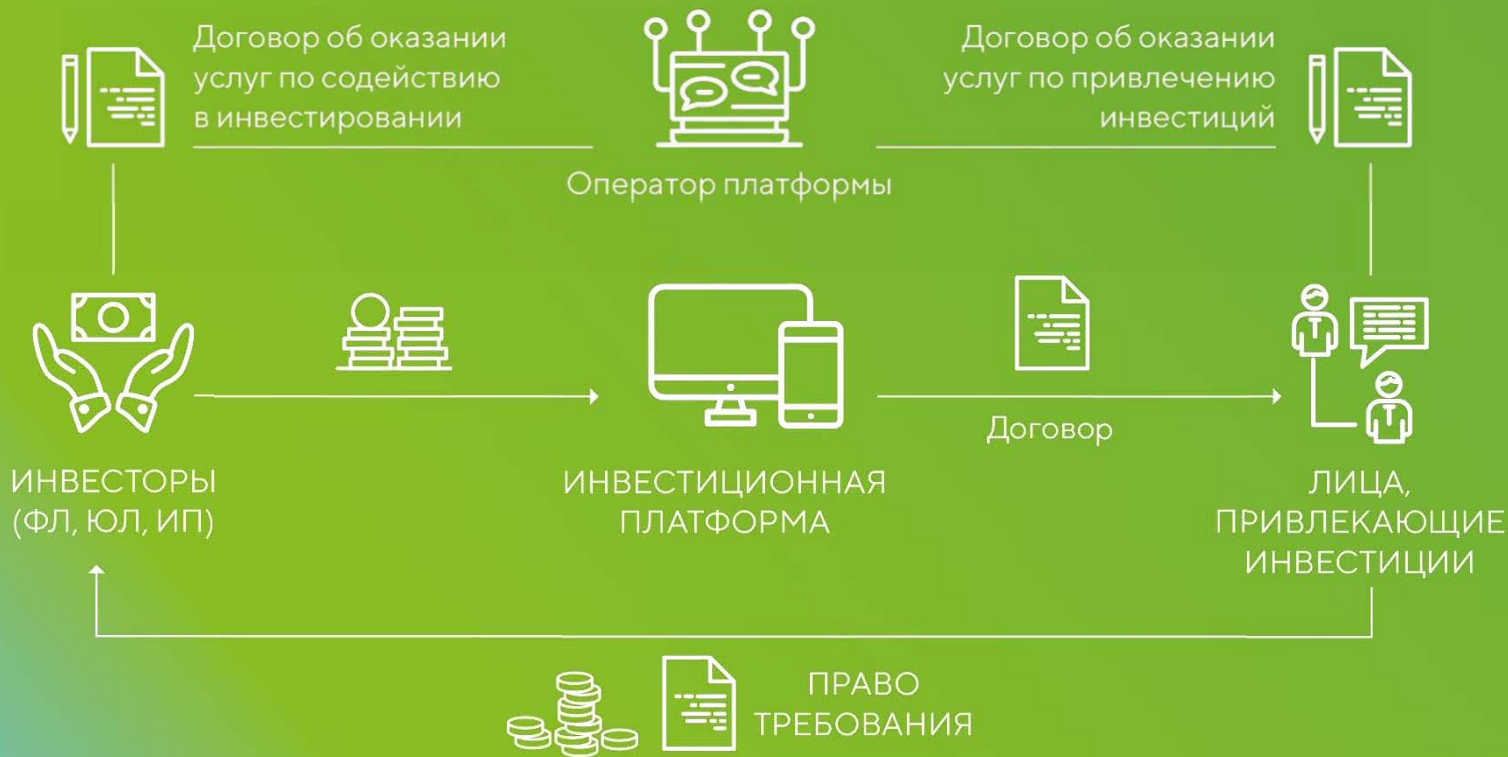 Договор об оказании
услуг по содействию
в инвестировании
Договор об оказании
услуг по привлечению
инвестиций
Оператор платформы
Договор
ИНВЕСТОРЫ
(ФЛ, ЮЛ, ИП)
ИНВЕСТИЦИОННАЯ
ПЛАТФОРМА
ЛИЦА,
ПРИВЛЕКАЮЩИЕ
ИНВЕСТИЦИИ
ПРАВО
ТРЕБОВАНИЯ